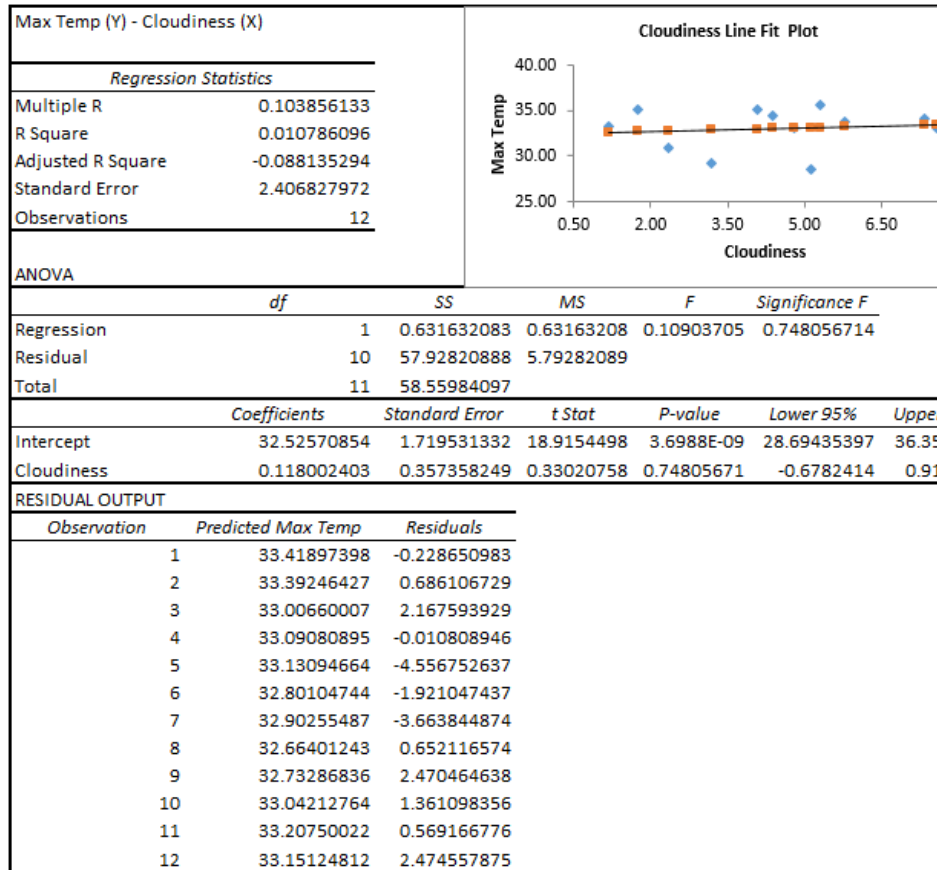 Max Temp (Y) - Cloudiness (X)
Regression Statistics
Multiple R 0.103856133
R Square 0.010786096
Adjusted R Square -0.088135294
Standard Error 2.406827972
Observations 12
Cloudiness Line Fit Plot
40.00
35.00
30.00
25.00
Max Temp
0.50 2.00 3.50 5.00 6.50
Cloudiness
ANOVA
df SS MS F Significance F
Regression 1 0.631632083 0.63163208 0.10903705 0.748056714
Residual 10 57.92820888 5.79282089
Total 11 58.55984097
Coefficients Standard Error t Stat P-value Lower 95% Upper
Intercept 32.52570854 1.719531332 18.9154498 3.6988E-09 28.69435397 36.35
Cloudiness 0.118002403 0.357358249 0.33020758 0.74805671 -0.6782414 0.91
RESIDUAL OUTPUT
Observation Predicted Max Temp Residuals
1 33.41897398 -0.228650983
2 33.39246427 0.686106729
3 33.00660007 2.167593929
4 33.09080895 -0.010808946
5 33.13094664 -4.556752637
6 32.80104744 -1.921047437
7 32.90255487 -3.663844874
8 32.66401243 0.652116574
9 32.73286836 2.470464638
10 33.04212764 1.361098356
11 33.20750022 0.569166776
12 33.15124812 2.474557875